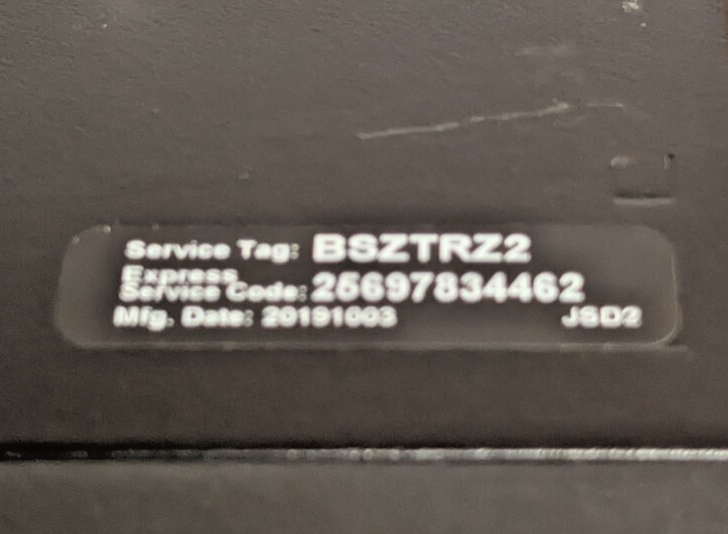 Service Tag: BSZTRZ2
Express
Service Code: 25697834462
Mfg. Date: 20191003 JSD2